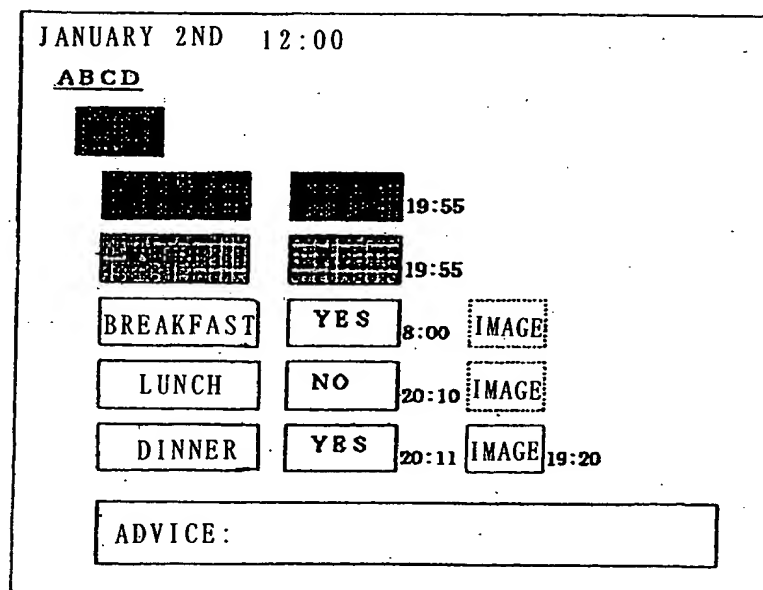 JANUARY 2ND 12:00
ABCD
19:55
19:55
BREAKFAST YES 8:00 IMAGE
LUNCH NO 20:10 IMAGE
DINNER YES 20:11 IMAGE 19:20
ADVICE: